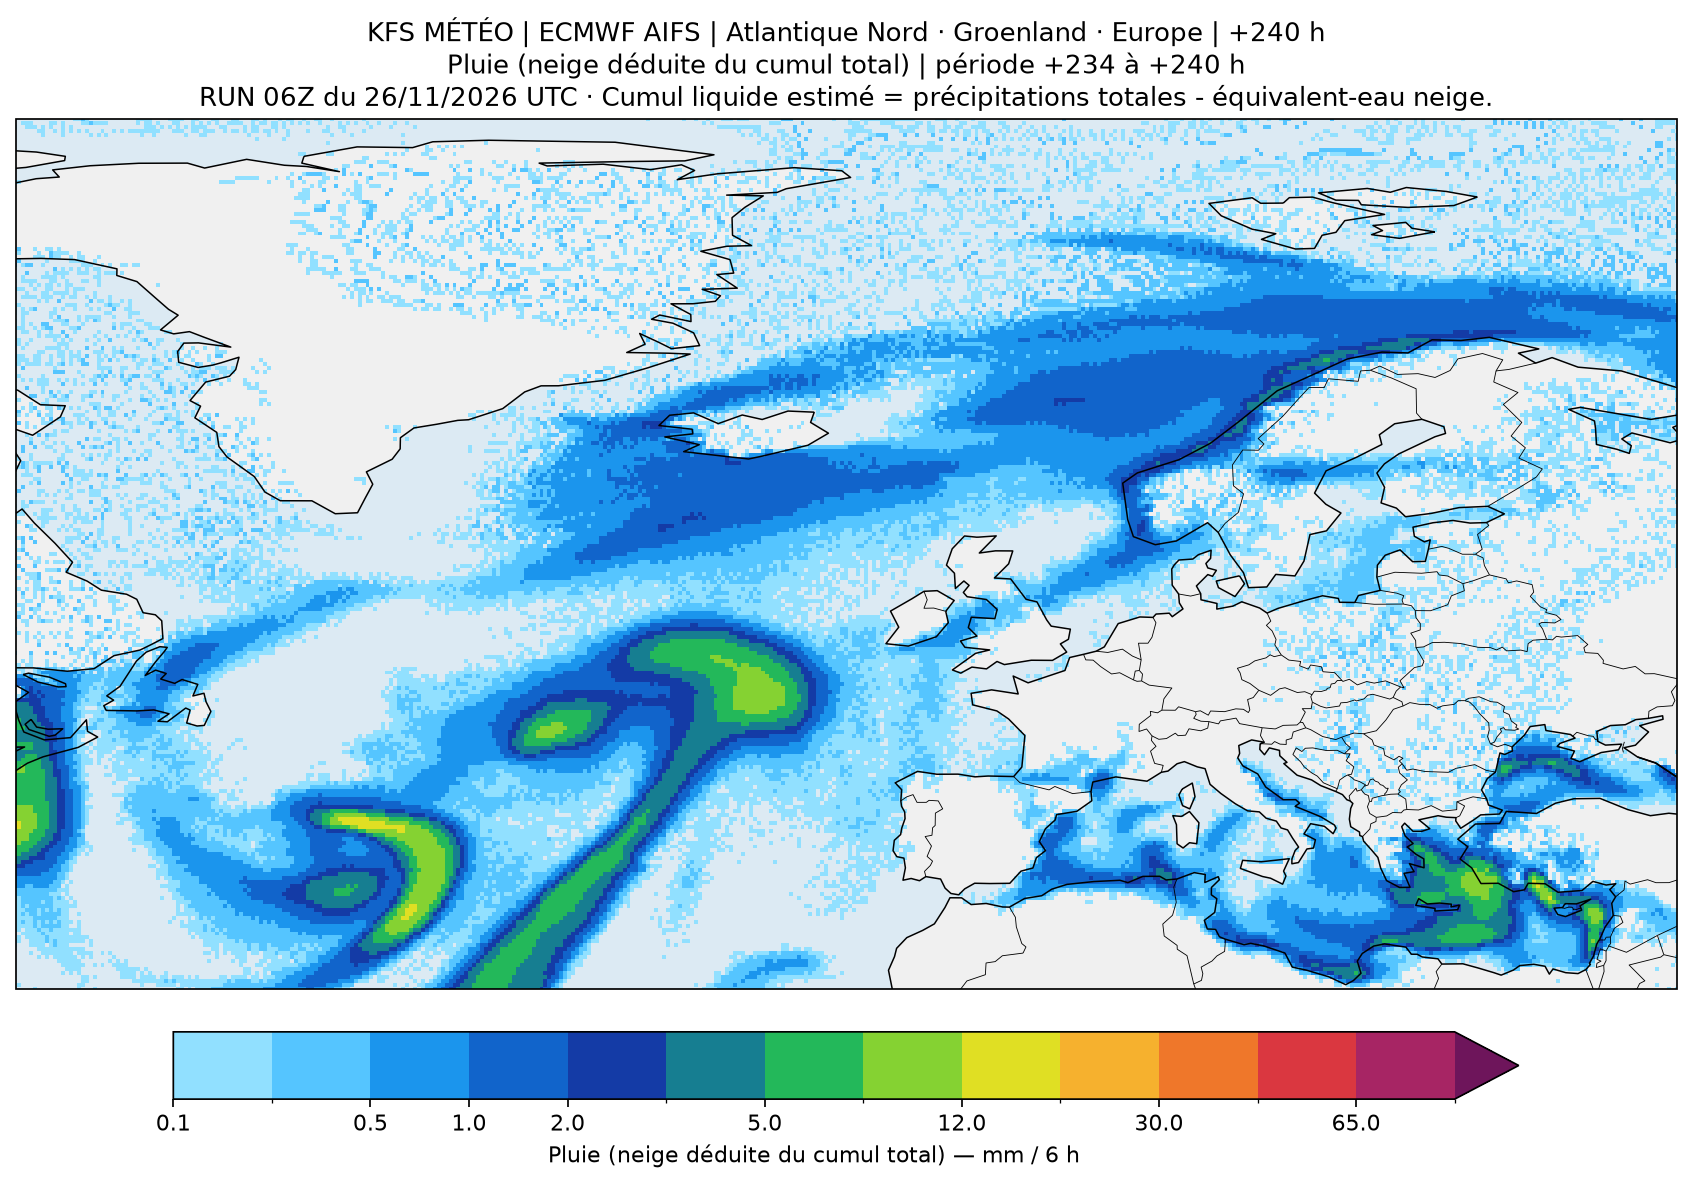 KFS MÉTÉO | ECMWF AIFS | Atlantique Nord · Groenland · Europe | +240 h
Pluie (neige déduite du cumul total) | période +234 à +240 h
RUN 06Z du 26/11/2026 UTC · Cumul liquide estimé = précipitations totales - équivalent-eau neige.
0.1 0.5 1.0 2.0 5.0 12.0 30.0 65.0
Pluie (neige déduite du cumul total) — mm / 6 h